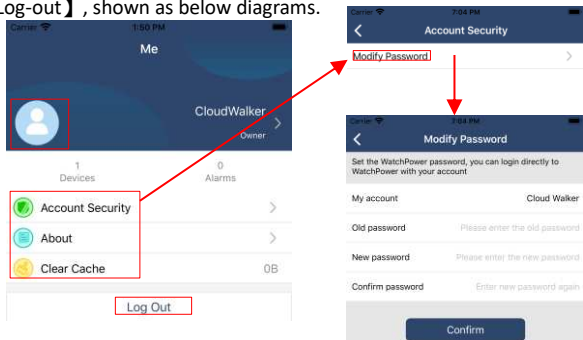 Log-out】, shown as below diagrams.
Carrier 1:50 PM
Me
CloudWalker
Owner
1 0
Devices Alarms
Account Security
About
Clear Cache 0B
Log Out
Carrier 7:04 PM
Account Security
Modify Password
Carrier 7:04 PM
Modify Password
Set the WatchPower password, you can login directly to
WatchPower with your account
My account Cloud Walker
Old password Please enter the old password
New password Please enter the new password
Confirm password Enter new password again
Confirm